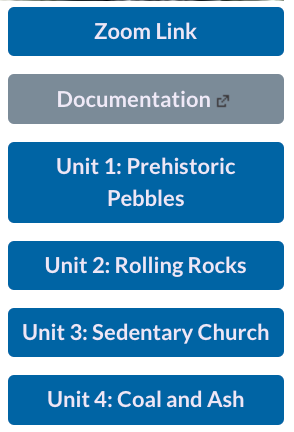 Zoom Link
Documentation
Unit 1: Prehistoric
Pebbles
Unit 2: Rolling Rocks
Unit 3: Sedentary Church
Unit 4: Coal and Ash